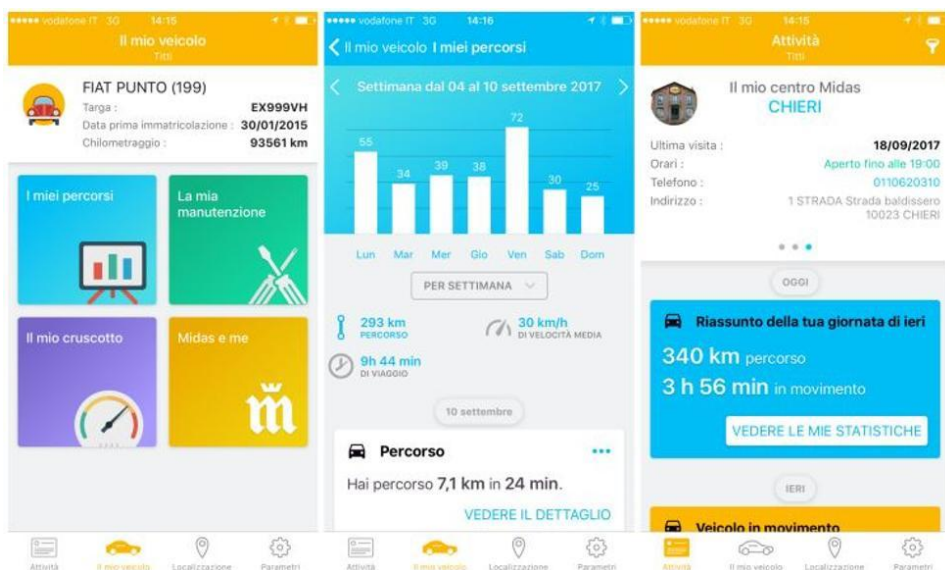 vodafone IT 3G 14:15
Il mio veicolo
Titti
FIAT PUNTO (199)
Targa : EX999VH
Data prima immatricolazione : 30/01/2015
Chilometraggio : 93561 km
I miei percorsi
La mia
manutenzione
Il mio cruscotto
Midas e me
m
Attività Il mio veicolo Localizzazione Parametri
vodafone IT 3G 14:16
Il mio veicolo I miei percorsi
Settimana dal 04 al 10 settembre 2017
55 34 39 38 72 30 25
Lun Mar Mer Gio Ven Sab Dom
PER SETTIMANA
293 km
PERCORSO
30 km/h
DI VELOCITÀ MEDIA
9h 44 min
DI VIAGGIO
10 settembre
Percorso
Hai percorso 7,1 km in 24 min.
VEDERE IL DETTAGLIO
Attività Il mio veicolo Localizzazione Parametri
vodafone IT 3G 14:15
Attività
Titti
Il mio centro Midas
CHIERI
Ultima visita : 18/09/2017
Orari : Aperto fino alle 19:00
Telefono : 0110620310
Indirizzo : 1 STRADA Strada baldissero
10023 CHIERI
OGGI
Riassunto della tua giornata di ieri
340 km percorso
3 h 56 min in movimento
VEDERE LE MIE STATISTICHE
IERI
Veicolo in movimento
Attività Il mio veicolo Localizzazione Parametri